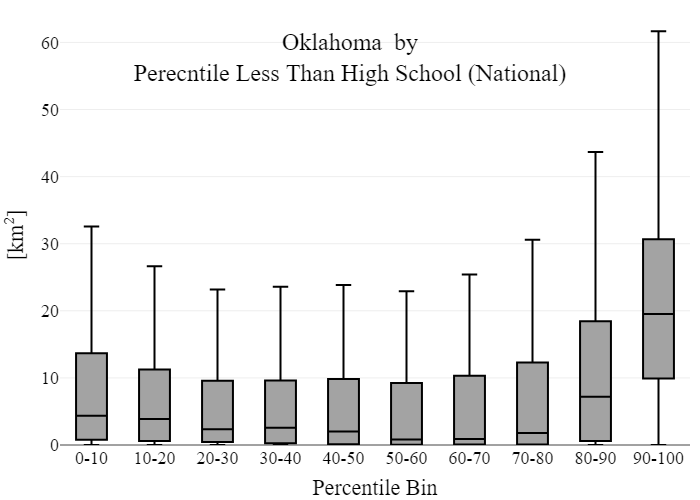 Oklahoma by
Perecntile Less Than High School (National)
60
50
40
30
20
10
0
[km²]
0-10 10-20 20-30 30-40 40-50 50-60 60-70 70-80 80-90 90-100
Percentile Bin